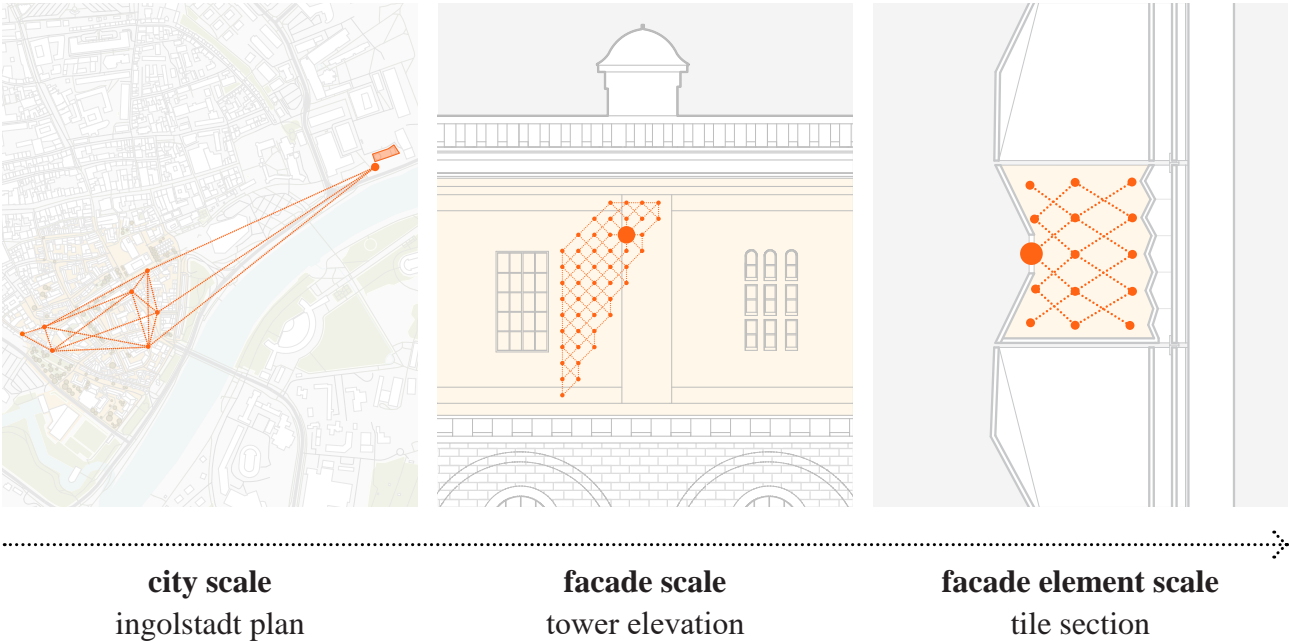 city scale
ingolstadt plan
facade scale
tower elevation
facade element scale
tile section